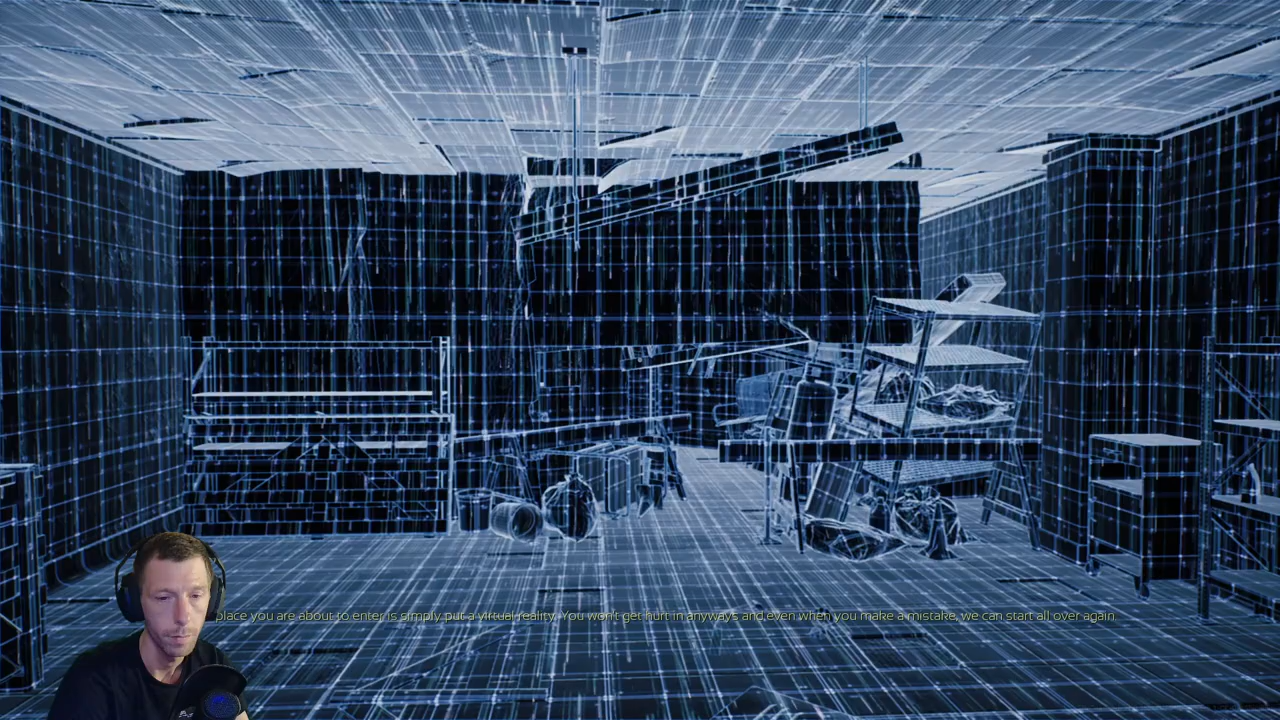 place you are about to enter is simply put a virtual reality. You won't get hurt in anyways and even when you make a mistake, we can start all over again.